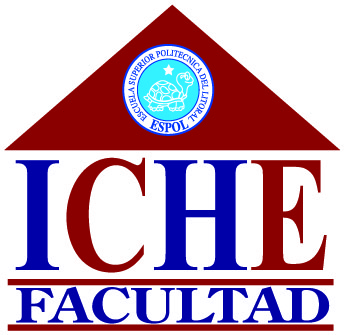 ESCUELA SUPERIOR POLITECNICA DEL LITORAL
ESPOL
ICHE
FACULTAD